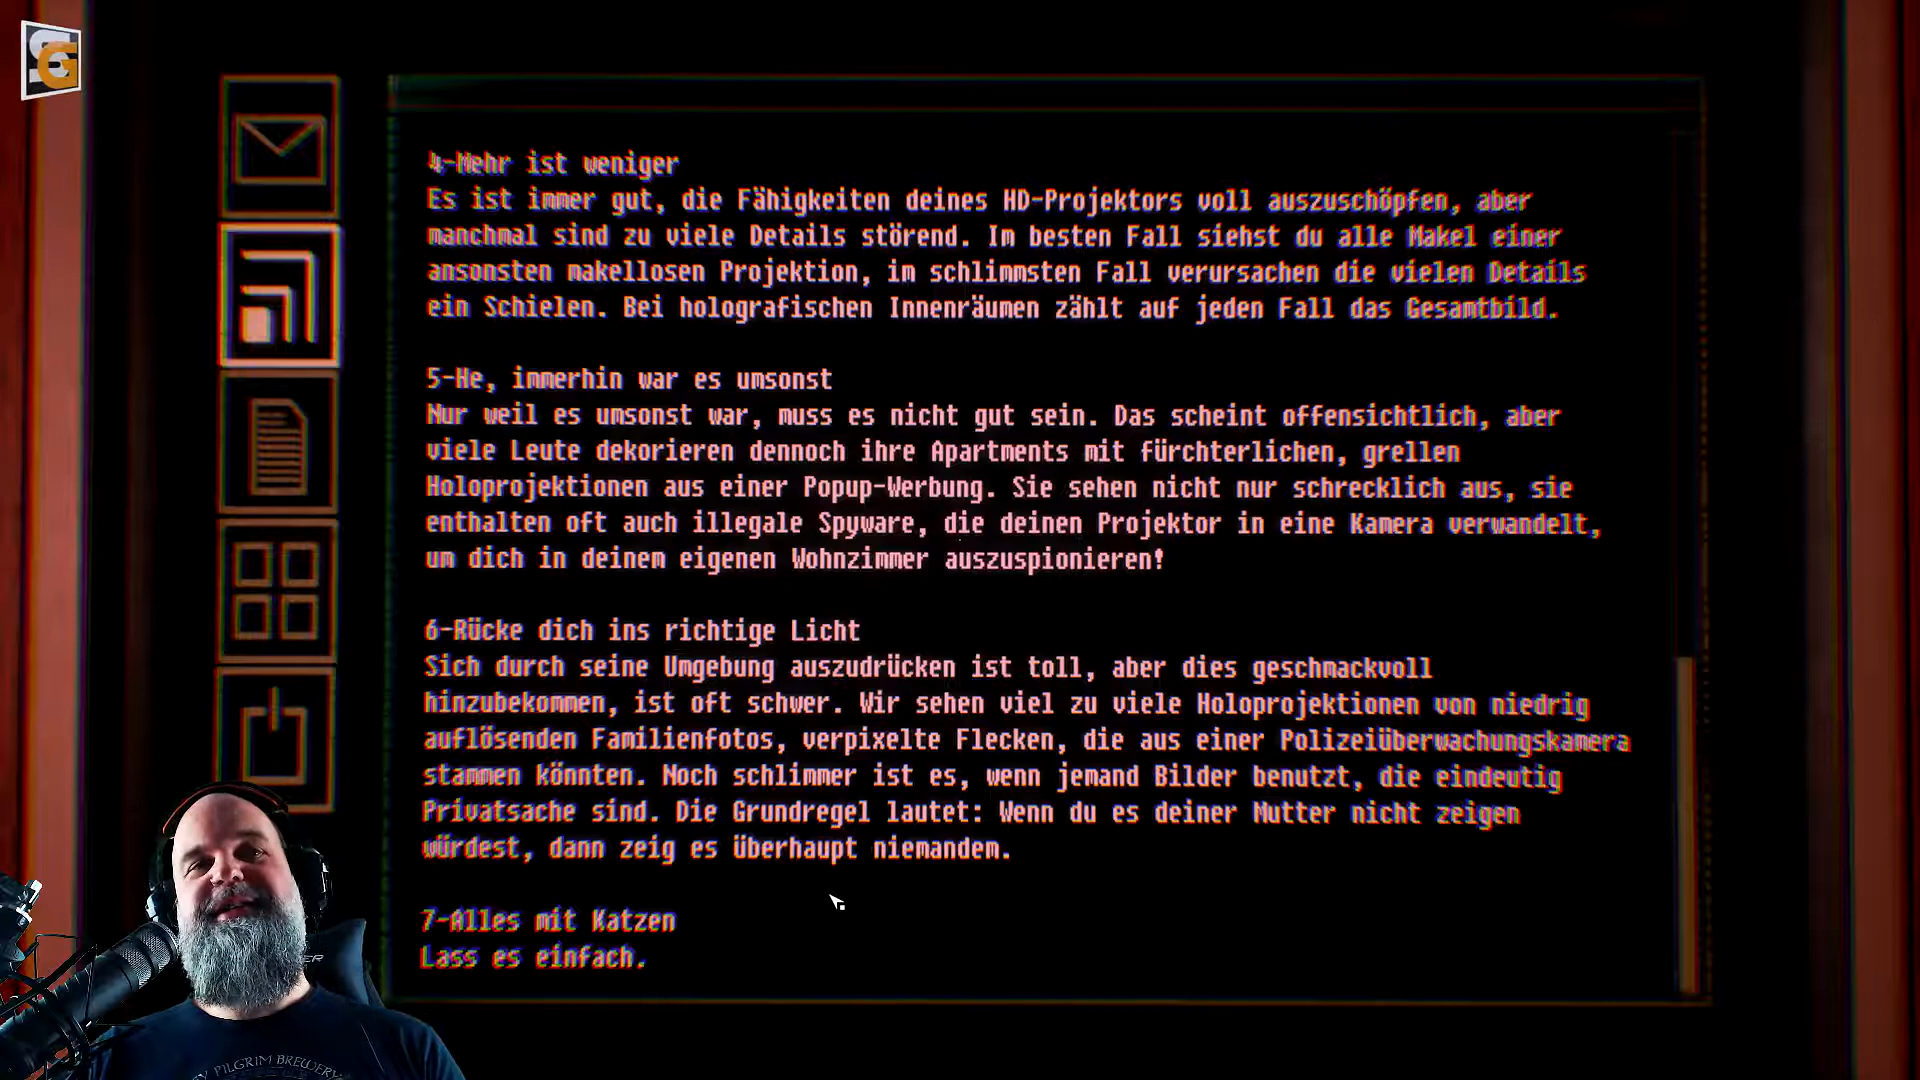 SG
4-Mehr ist weniger
Es ist immer gut, die Fähigkeiten deines HD-Projektors voll auszuschöpfen, aber
manchmal sind zu viele Details störend. Im besten Fall siehst du alle Makel einer
ansonsten makellosen Projektion, im schlimmsten Fall verursachen die vielen Details
ein Schielen. Bei holografischen Innenräumen zählt auf jeden Fall das Gesamtbild.
5-He, immerhin war es umsonst
Nur weil es umsonst war, muss es nicht gut sein. Das scheint offensichtlich, aber
viele Leute dekorieren dennoch ihre Apartments mit fürchterlichen, grellen
Holoprojektionen aus einer Popup-Werbung. Sie sehen nicht nur schrecklich aus, sie
enthalten oft auch illegale Spyware, die deinen Projektor in eine Kamera verwandelt,
um dich in deinem eigenen Wohnzimmer auszuspionieren!
6-Rücke dich ins richtige Licht
Sich durch seine Umgebung auszudrücken ist toll, aber dies geschmackvoll
hinzubekommen, ist oft schwer. Wir sehen viel zu viele Holoprojektionen von niedrig
auflösenden Familienfotos, verpixelte Flecken, die aus einer Polizeiüberwachungskamera
stammen könnten. Noch schlimmer ist es, wenn jemand Bilder benutzt, die eindeutig
Privatsache sind. Die Grundregel lautet: Wenn du es deiner Mutter nicht zeigen
würdest, dann zeig es überhaupt niemandem.
7-Alles mit Katzen
Lass es einfach.
PILGRIM BREWERY